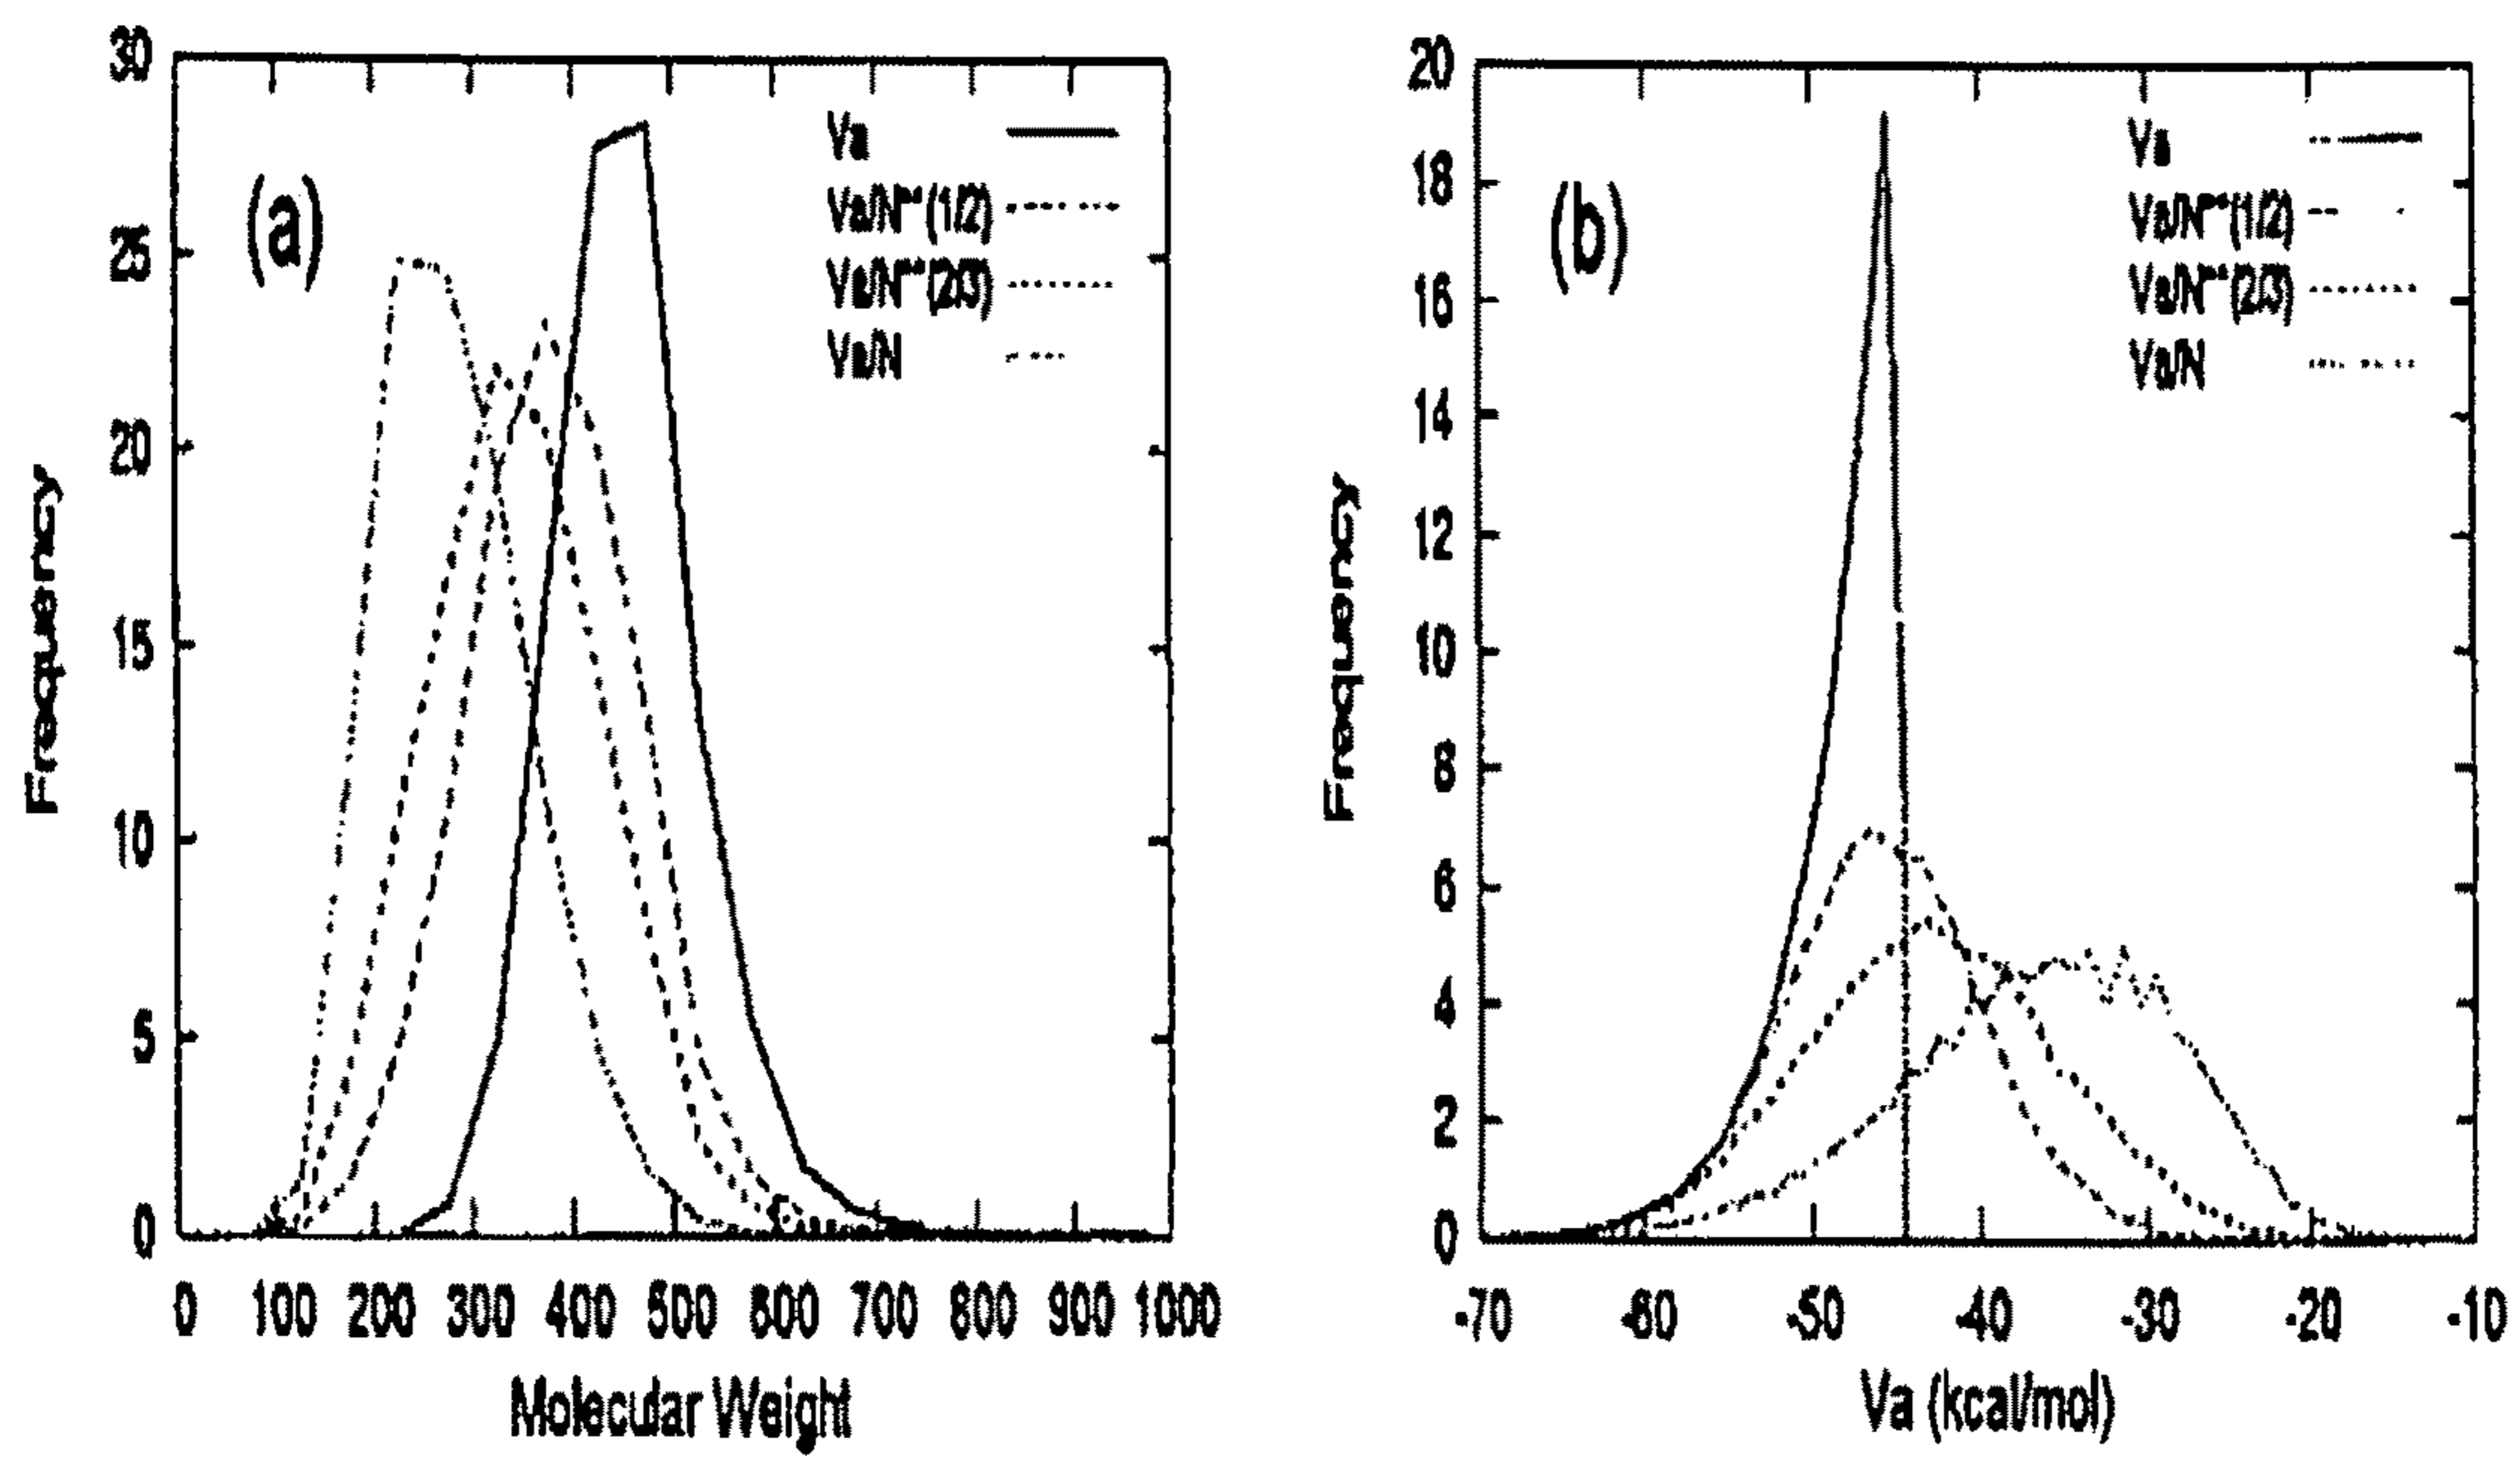 30
25
20
15
10
5
0
Frequency
(a)
Va
Va/N**(1/2)
Va/N**(2/3)
Va/N
0 100 200 300 400 500 600 700 800 900 1000
Molecular Weight
20
18
16
14
12
10
8
6
4
2
0
Frequency
(b)
Va
Va/N**(1/2)
Va/N**(2/3)
Va/N
-70 -60 -50 -40 -30 -20 -10
Va (kcal/mol)